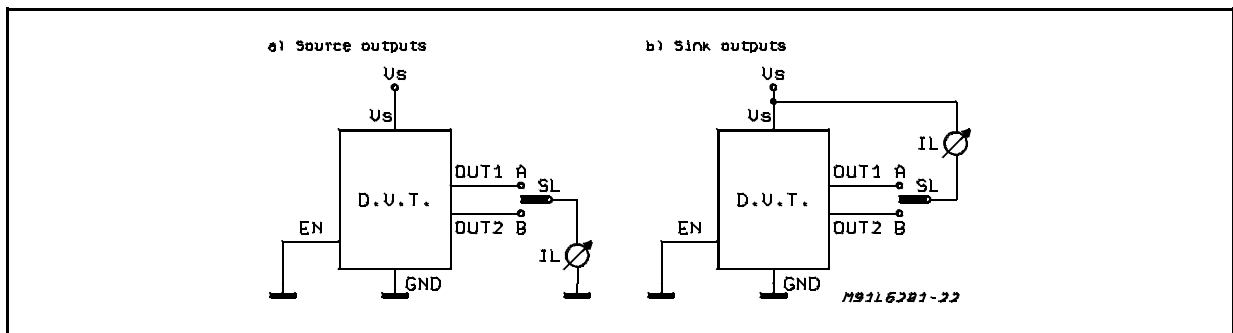 a) Source outputs
Vs
Vs
OUT1 A
SL
D.U.T.
EN
OUT2 B
IL
GND
b) Sink outputs
Vs
Vs
IL
OUT1 A
SL
D.U.T.
EN
OUT2 B
GND
M91L6201-22